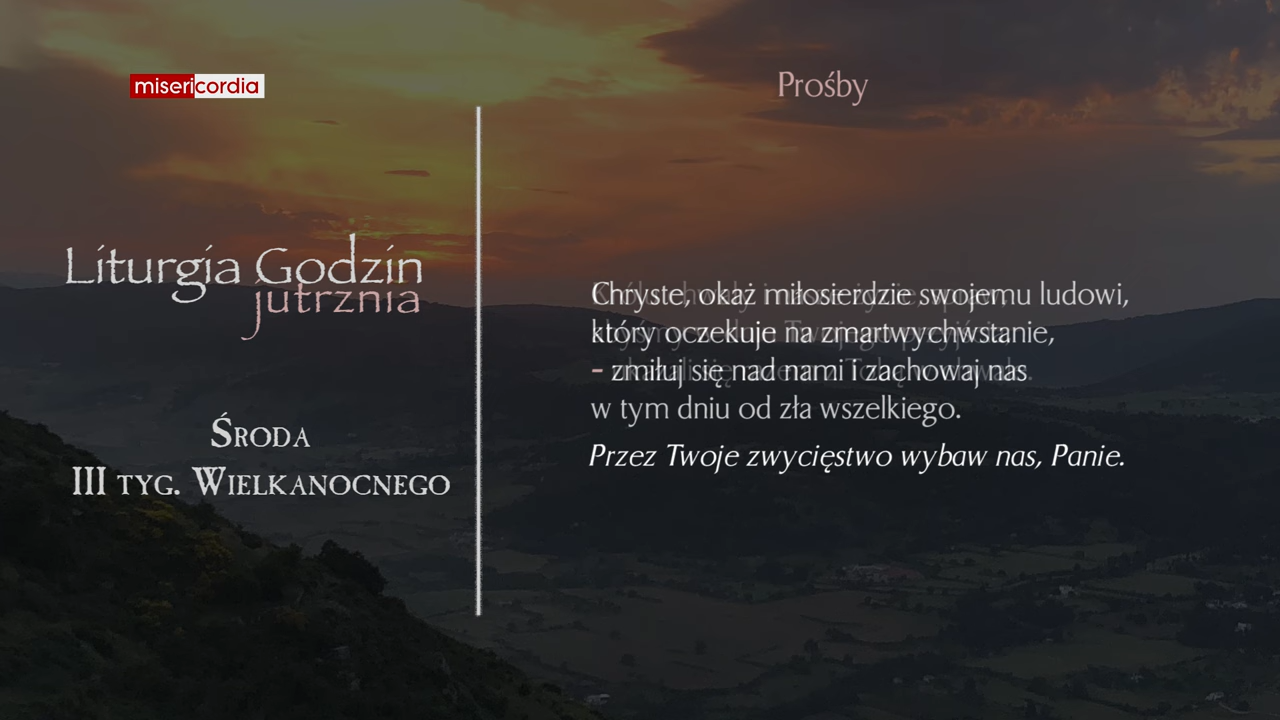 misericordia
Prośby
Liturgia Godzin
jutrznia
Środa
III tyg. Wielkanocnego
Chryste, okaż miłosierdzie swojemu ludowi,
który oczekuje na zmartwychwstanie,
- zmiłuj się nad nami i zachowaj nas
w tym dniu od zła wszelkiego.
Przez Twoje zwycięstwo wybaw nas, Panie.